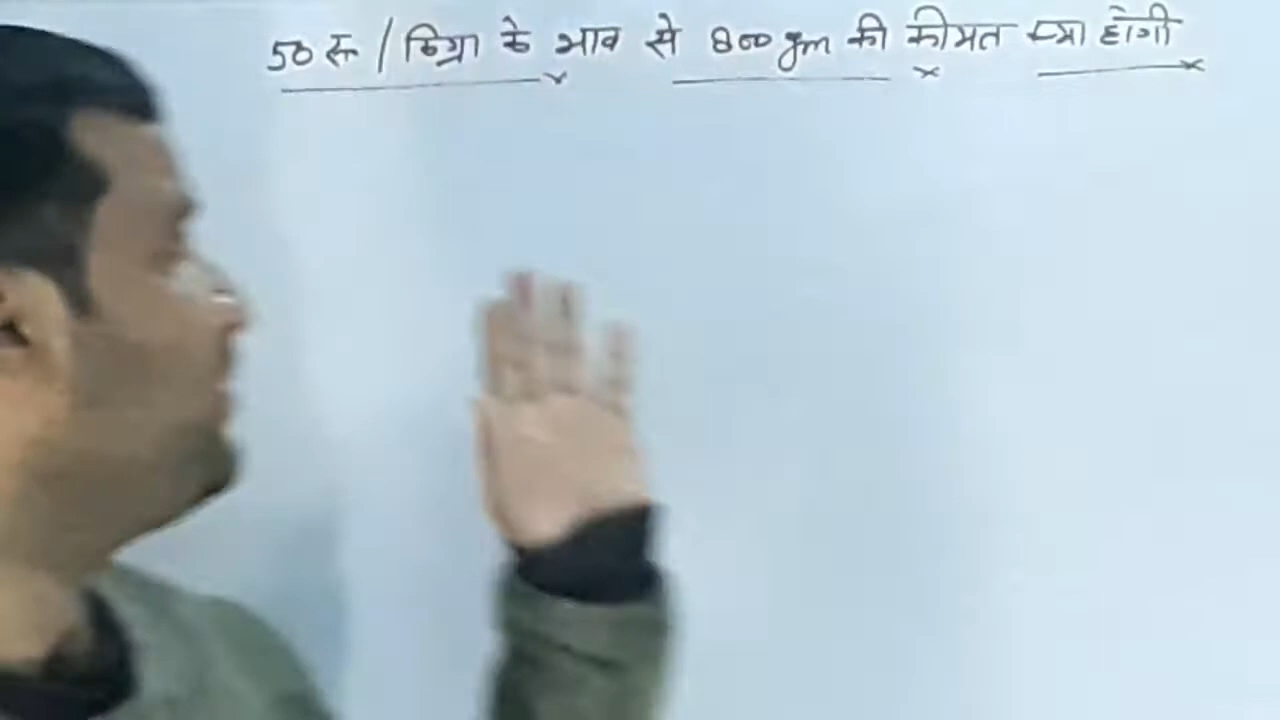 50 रू / किग्रा के भाव से 800 gm की कीमत क्या होगी